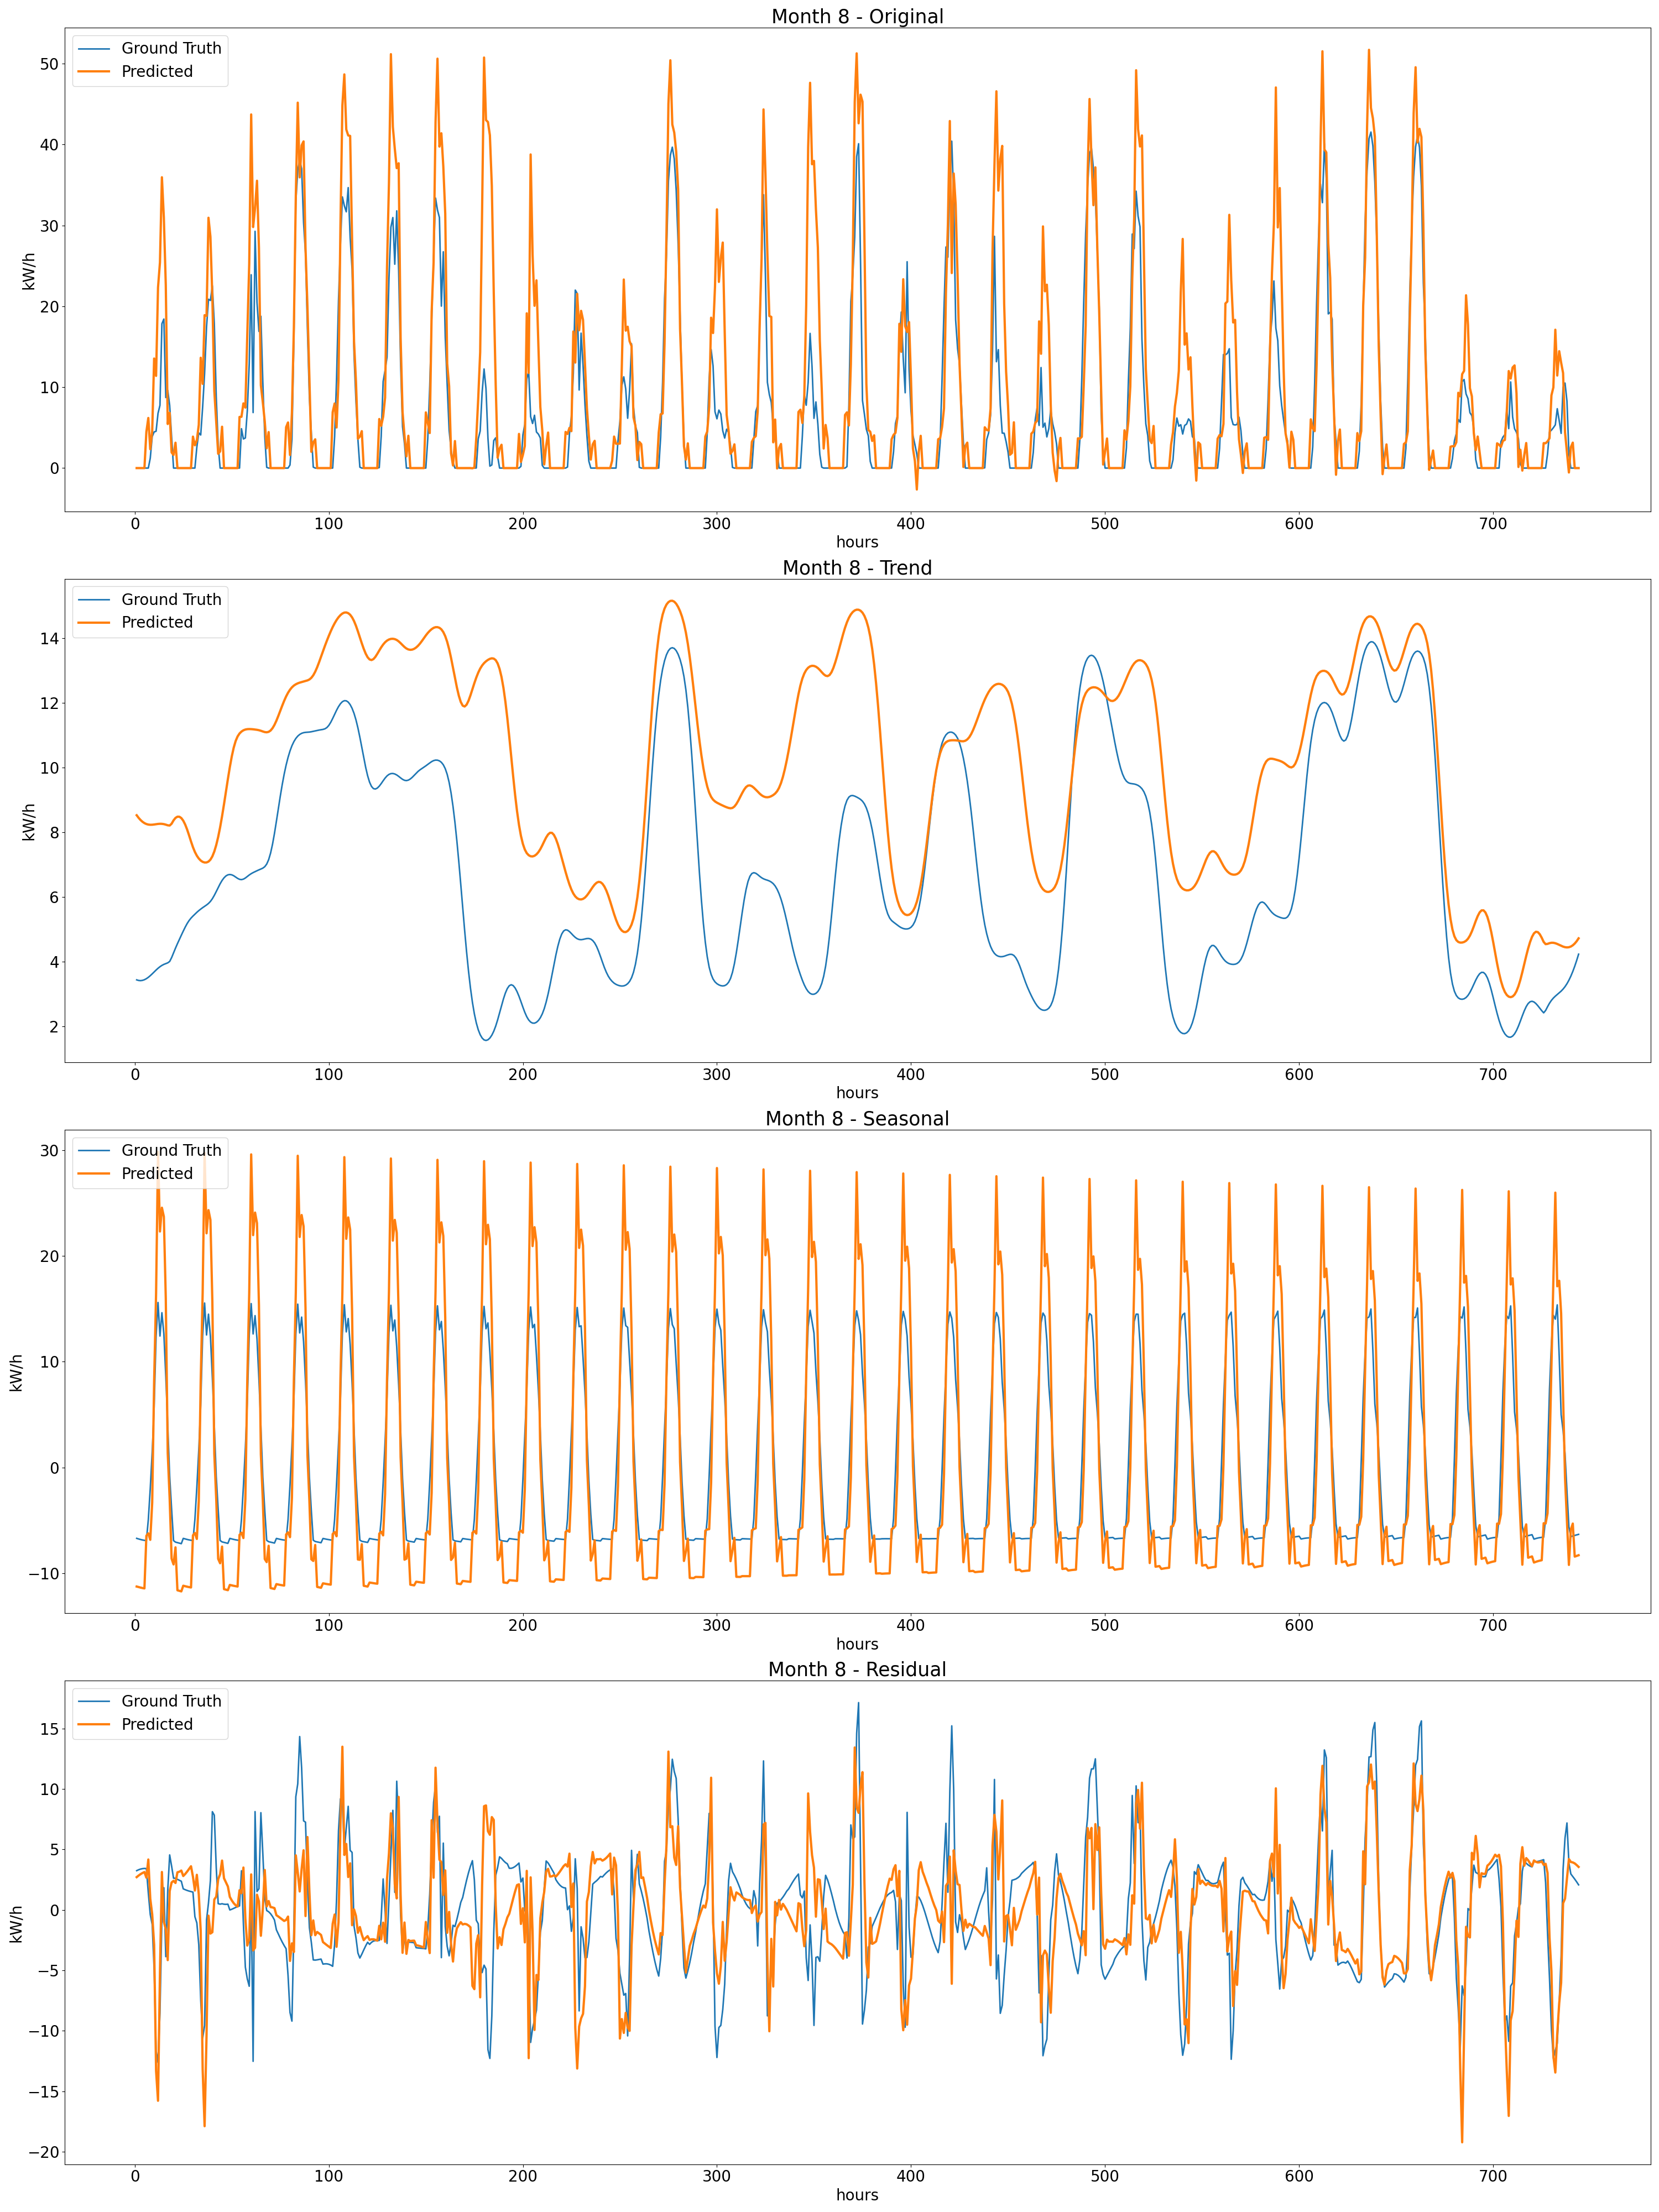 Month 8 - Original
Ground Truth
Predicted
50
40
30
20
10
0
kW/h
0 100 200 300 400 500 600 700
hours
Month 8 - Trend
Ground Truth
Predicted
14
12
10
8
6
4
2
kW/h
0 100 200 300 400 500 600 700
hours
Month 8 - Seasonal
Ground Truth
Predicted
30
20
10
0
−10
kW/h
0 100 200 300 400 500 600 700
hours
Month 8 - Residual
Ground Truth
Predicted
15
10
5
0
−5
−10
−15
−20
kW/h
0 100 200 300 400 500 600 700
hours